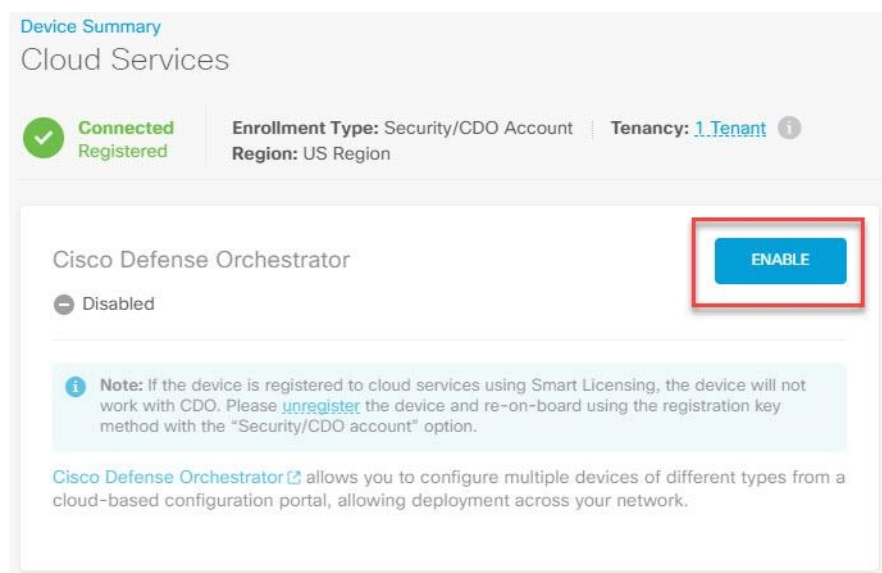 Device Summary
Cloud Services
Connected
Registered
Enrollment Type: Security/CDO Account
Region: US Region
Tenancy: 1 Tenant
Cisco Defense Orchestrator
ENABLE
Disabled
Note: If the device is registered to cloud services using Smart Licensing, the device will not
work with CDO. Please unregister the device and re-on-board using the registration key
method with the “Security/CDO account” option.
Cisco Defense Orchestrator allows you to configure multiple devices of different types from a
cloud-based configuration portal, allowing deployment across your network.